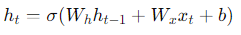 h_t = σ(W_h h_{t−1} + W_x x_t + b)